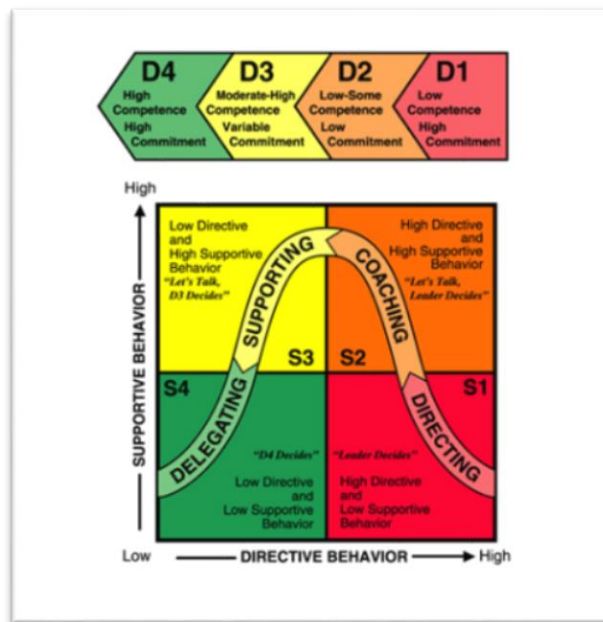 D4
High
Competence
High
Commitment
D3
Moderate-High
Competence
Variable
Commitment
D2
Low-Some
Competence
Low
Commitment
D1
Low
Competence
High
Commitment
High
SUPPORTIVE BEHAVIOR
Low Directive
and
High Supportive
Behavior
"Let's Talk,
D3 Decides"
SUPPORTING
S3
High Directive
and
High Supportive
Behavior
"Let's Talk,
Leader Decides"
COACHING
S2
S4
DELEGATING
"D4 Decides"
Low Directive
and
Low Supportive
Behavior
S1
DIRECTING
"Leader Decides"
High Directive
and
Low Supportive
Behavior
Low
DIRECTIVE BEHAVIOR
High